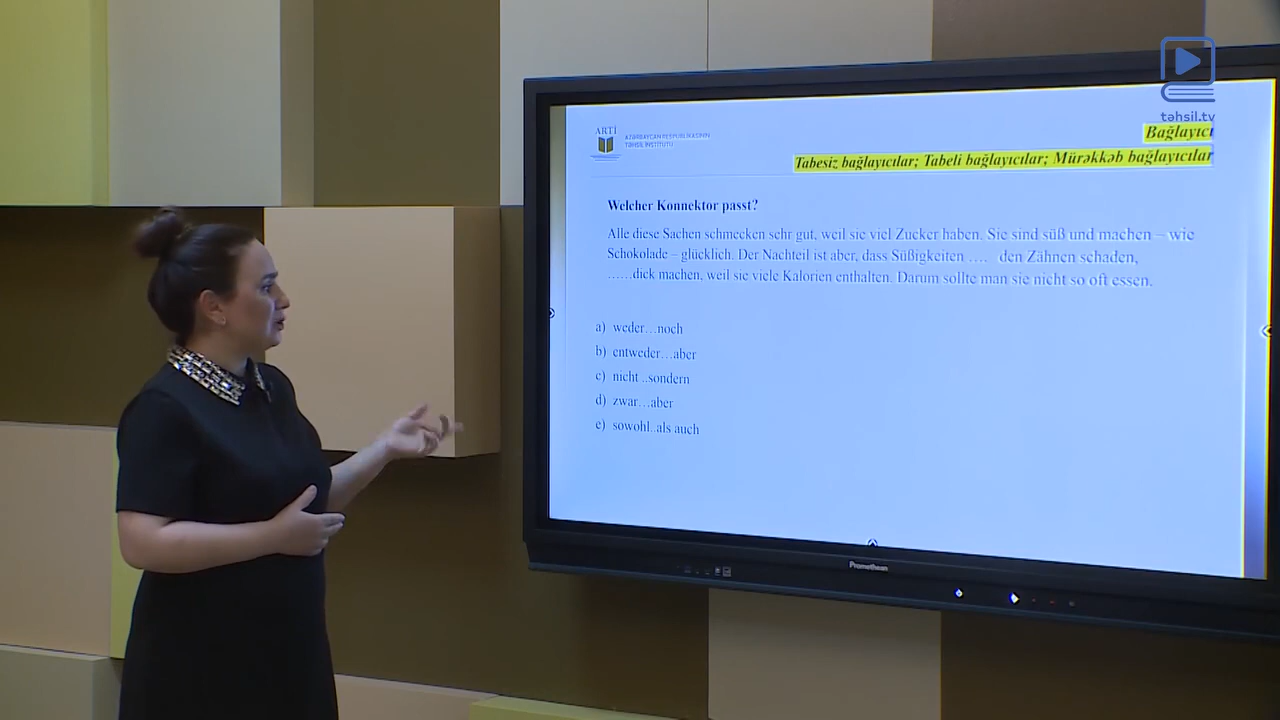 təhsil.tv
ARTİ
AZƏRBAYCAN RESPUBLİKASININ
TƏHSİL İNSTİTUTU
Bağlayıcı
Tabesiz bağlayıcılar; Tabeli bağlayıcılar; Mürəkkəb bağlayıcılar
Welcher Konnektor passt?
Alle diese Sachen schmecken sehr gut, weil sie viel Zucker haben. Sie sind süß und machen – wie
Schokolade – glücklich. Der Nachteil ist aber, dass Süßigkeiten …. den Zähnen schaden,
……dick machen, weil sie viele Kalorien enthalten. Darum sollte man sie nicht so oft essen.
a) weder…noch
b) entweder…aber
c) nicht ..sondern
d) zwar…aber
e) sowohl..als auch
Promethean